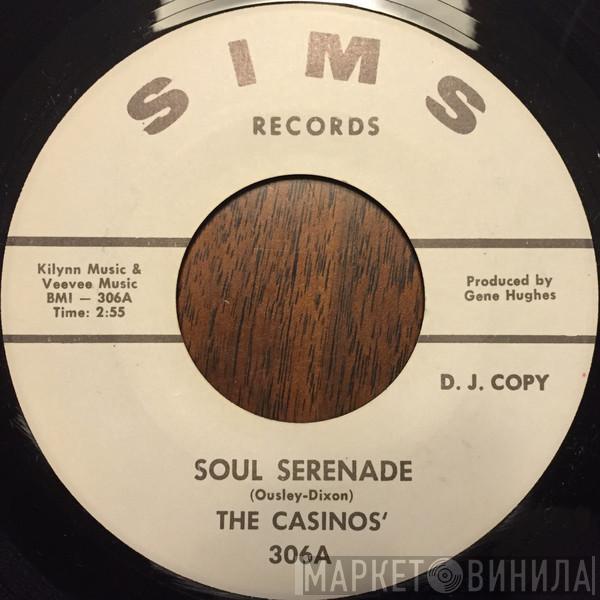 SIMS
RECORDS
Kilynn Music &
Veevee Music
BMI — 306A
Time: 2:55
Produced by
Gene Hughes
D. J. COPY
SOUL SERENADE
(Ousley-Dixon)
THE CASINOS'
306A
МАРКЕТ ВИНИЛА